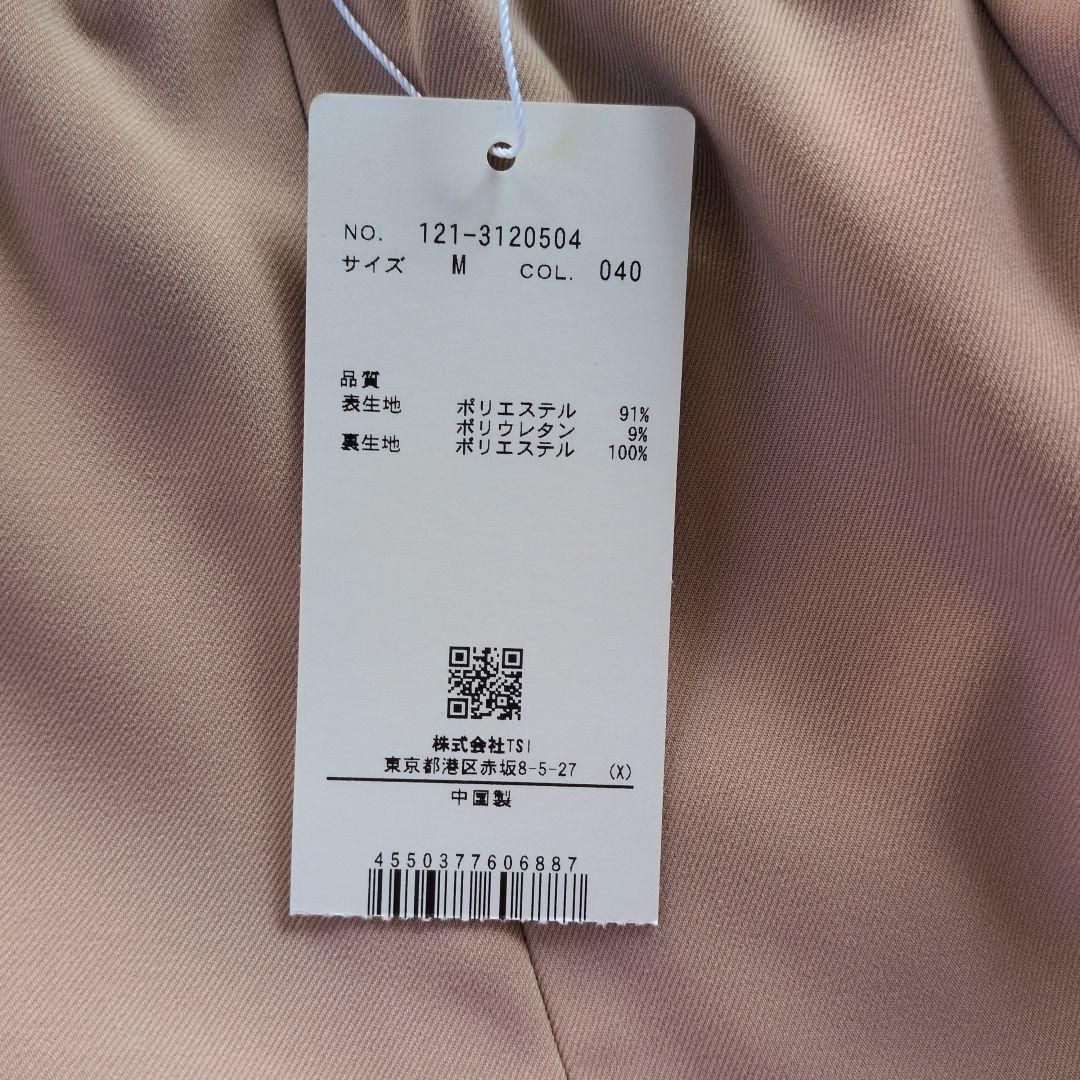 NO. 121-3120504
サイズ M COL. 040
品質
表生地 ポリエステル 91%
ポリウレタン 9%
裏生地 ポリエステル 100%
株式会社TSI
東京都港区赤坂8-5-27 (X)
中国製
4550377606887